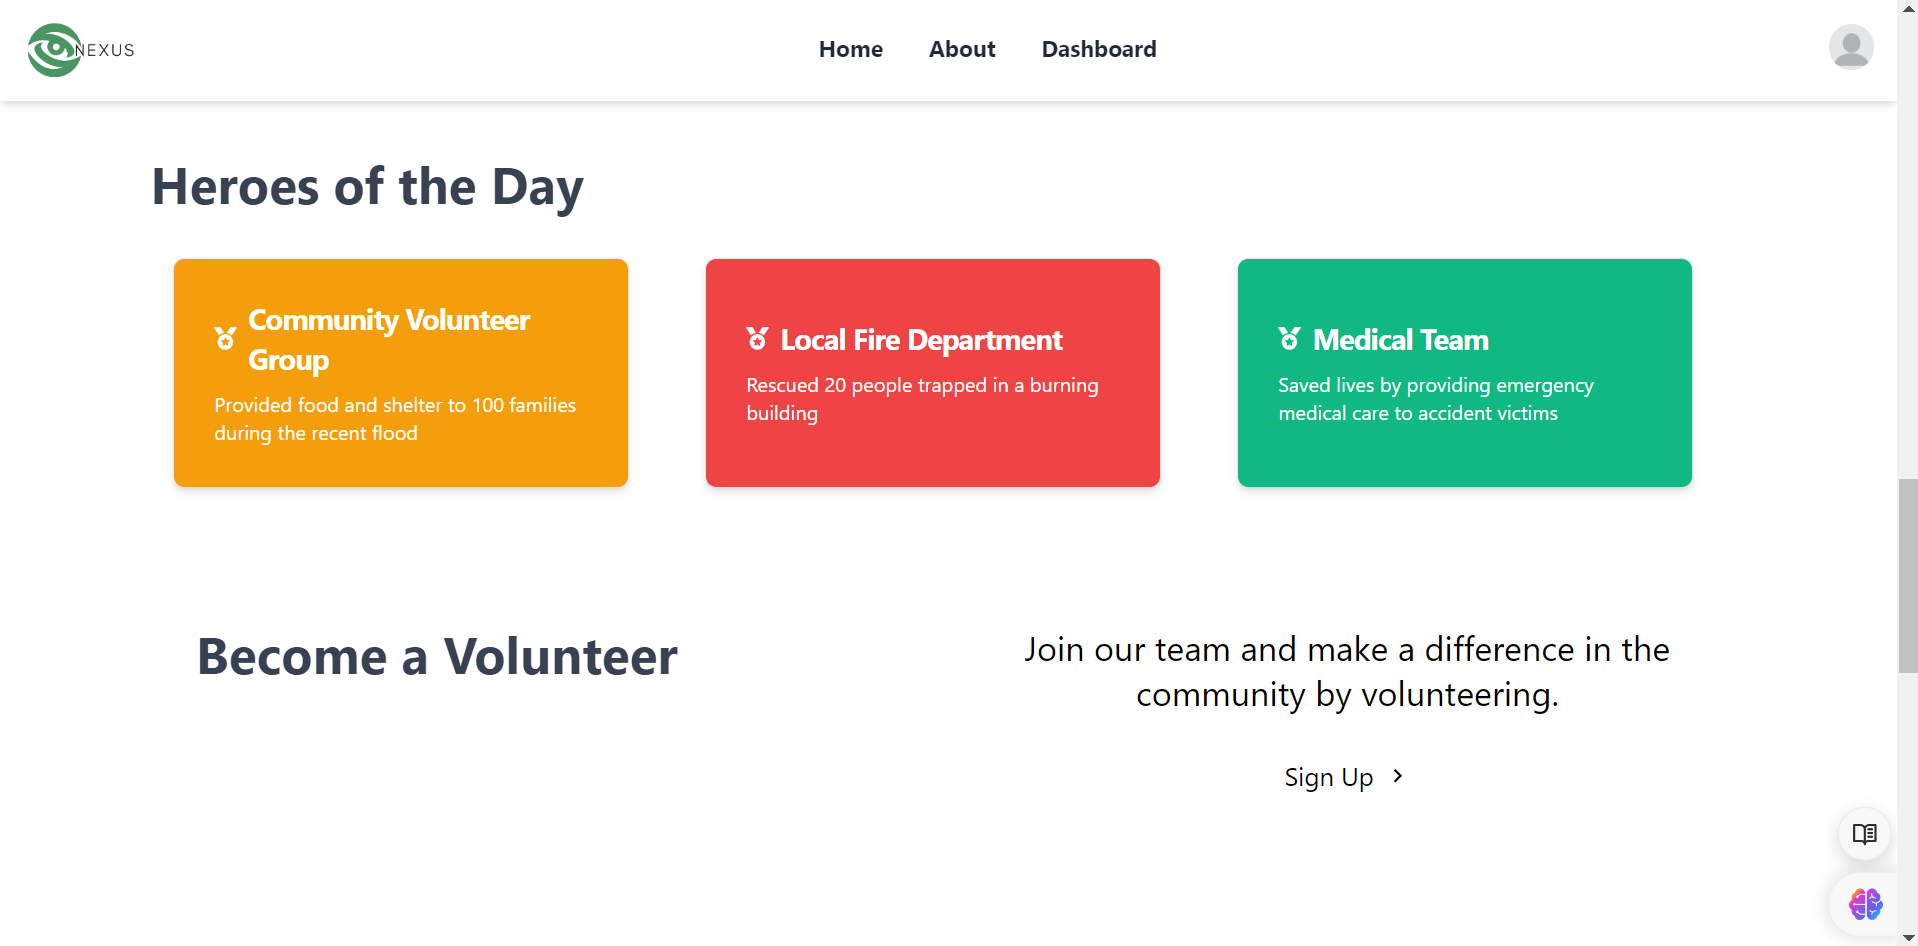 NEXUS
Home About Dashboard
Heroes of the Day
Community Volunteer
Group
Provided food and shelter to 100 families
during the recent flood
Local Fire Department
Rescued 20 people trapped in a burning
building
Medical Team
Saved lives by providing emergency
medical care to accident victims
Become a Volunteer
Join our team and make a difference in the
community by volunteering.
Sign Up